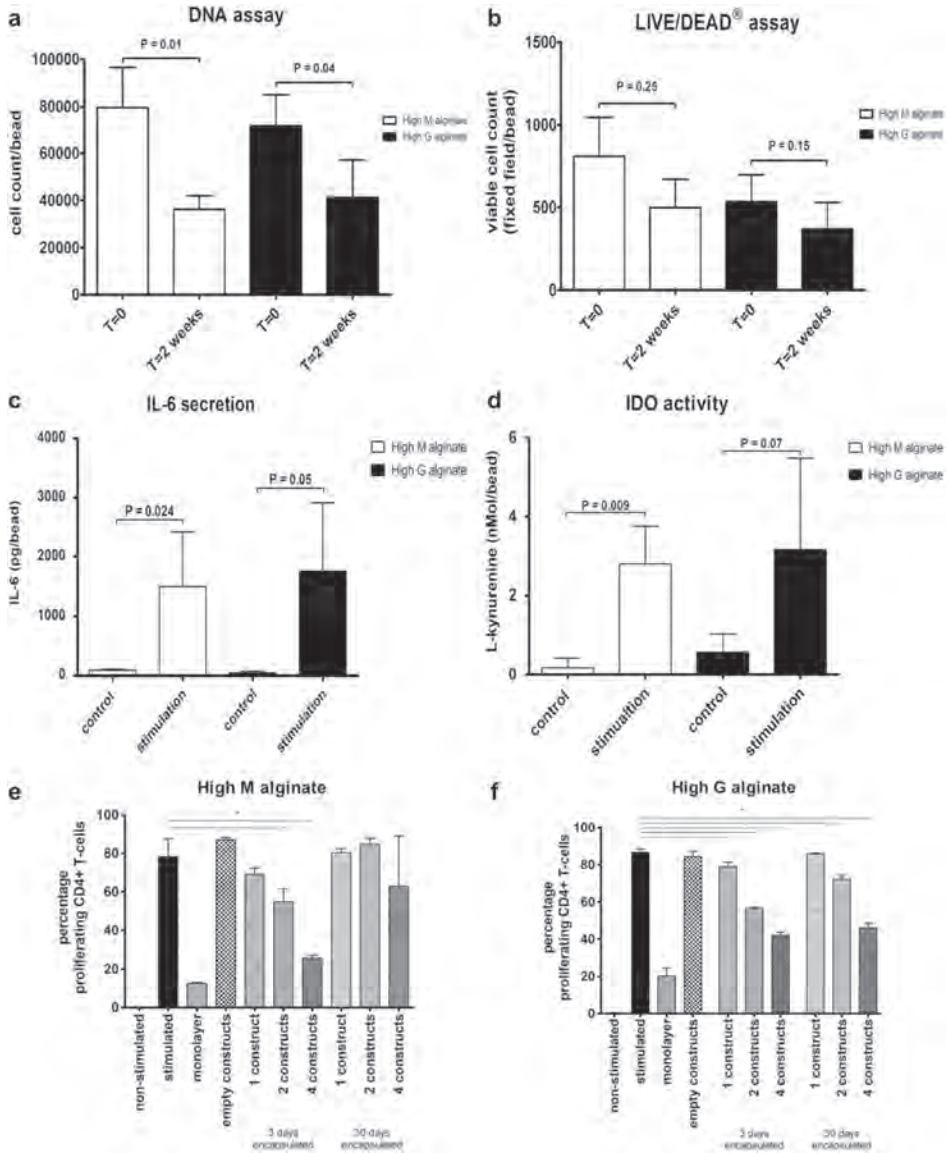 a
DNA assay
cell count/bead
100000
80000
60000
40000
20000
0
P = 0.01
P = 0.04
High M alginate
High G alginate
T=0
T=2 weeks
T=0
T=2 weeks
b
LIVE/DEAD® assay
viable cell count
(fixed field/bead)
1500
1000
500
0
P = 0.25
P = 0.15
High M alginate
High G alginate
T=0
T=2 weeks
T=0
T=2 weeks
c
IL-6 secretion
IL-6 (pg/bead)
4000
3000
2000
1000
0
P = 0.024
P = 0.05
High M alginate
High G alginate
control
stimulation
control
stimulation
d
IDO activity
L-kynurenine (nMol/bead)
6
4
2
0
P = 0.009
P = 0.07
High M alginate
High G alginate
control
stimualtion
control
stimulation
e
High M alginate
percentage
proliferating CD4+ T-cells
100
80
60
40
20
0
non-stimulated
stimulated
monolayer
empty constructs
1 construct
2 constructs
4 constructs
1 construct
2 constructs
4 constructs
3 days
encapsulated
30 days
encapsulated
f
High G alginate
percentage
proliferating CD4+ T-cells
100
80
60
40
20
0
non-stimulated
stimulated
monolayer
empty constructs
1 construct
2 constructs
4 constructs
1 construct
2 constructs
4 constructs
3 days
encapsulated
30 days
encapsulated